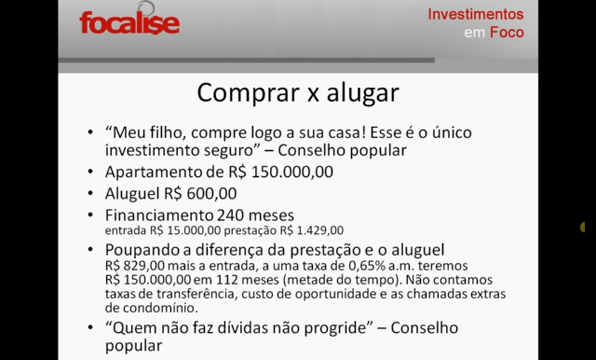 focalise
Investimentos
em Foco
Comprar x alugar
• “Meu filho, compre logo a sua casa! Esse é o único
investimento seguro” – Conselho popular
• Apartamento de R$ 150.000,00
• Aluguel R$ 600,00
• Financiamento 240 meses
entrada R$ 15.000,00 prestação R$ 1.429,00
• Poupando a diferença da prestação e o aluguel
R$ 829,00 mais a entrada, a uma taxa de 0,65% a.m. teremos
R$ 150.000,00 em 112 meses (metade do tempo). Não contamos
taxas de transferência, custo de oportunidade e as chamadas extras
de condomínio.
• “Quem não faz dívidas não progride” – Conselho
popular